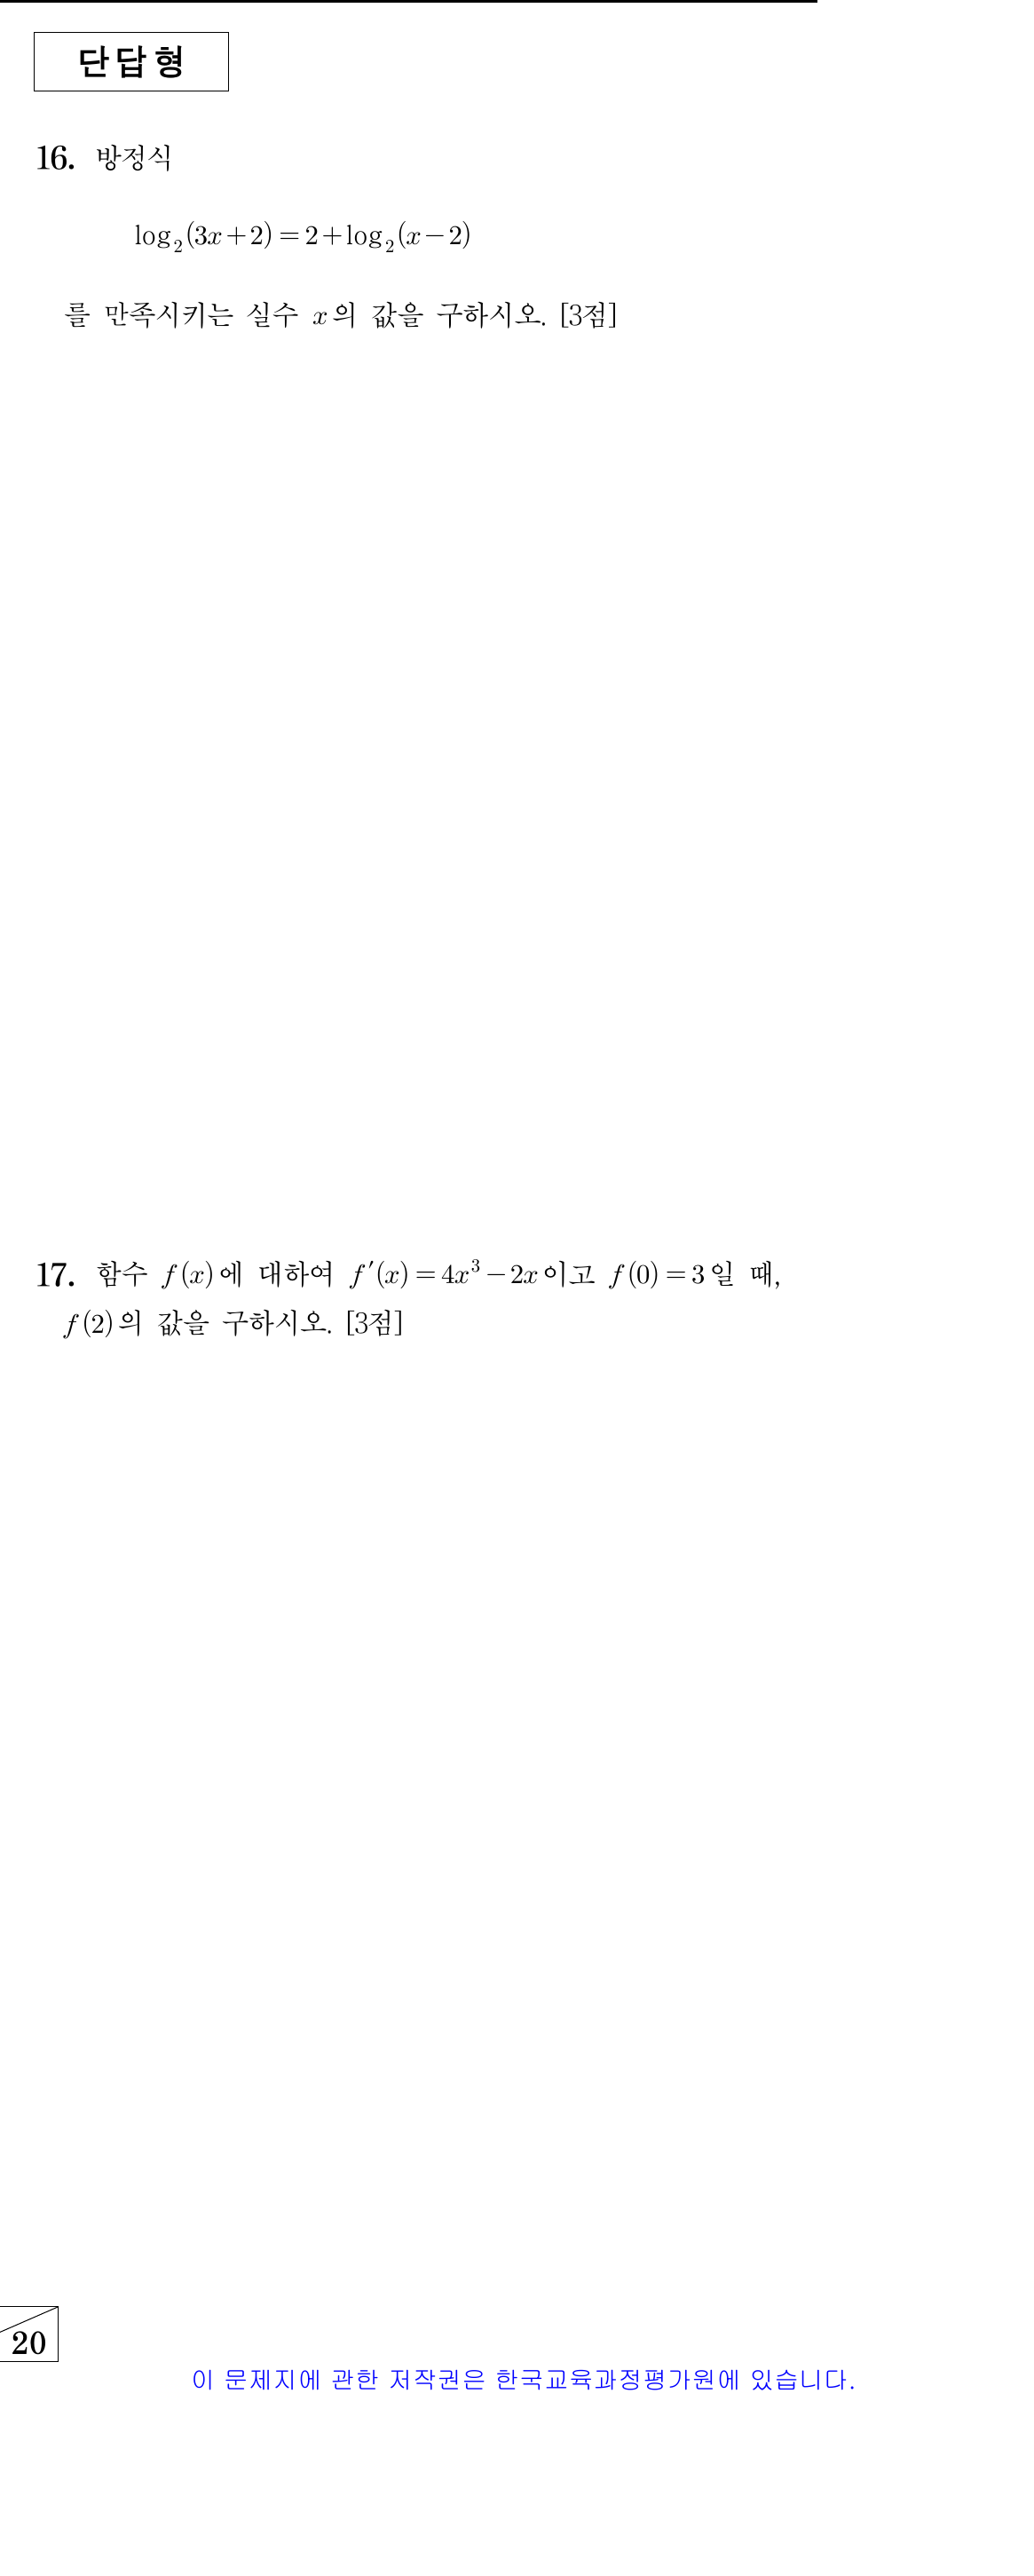 단답형
16. 방정식
log₂(3x+2)=2+log₂(x-2)
를 만족시키는 실수 x의 값을 구하시오. [3점]
17. 함수 f(x)에 대하여 f′(x)=4x³-2x이고 f(0)=3일 때,
f(2)의 값을 구하시오. [3점]
20
이 문제지에 관한 저작권은 한국교육과정평가원에 있습니다.